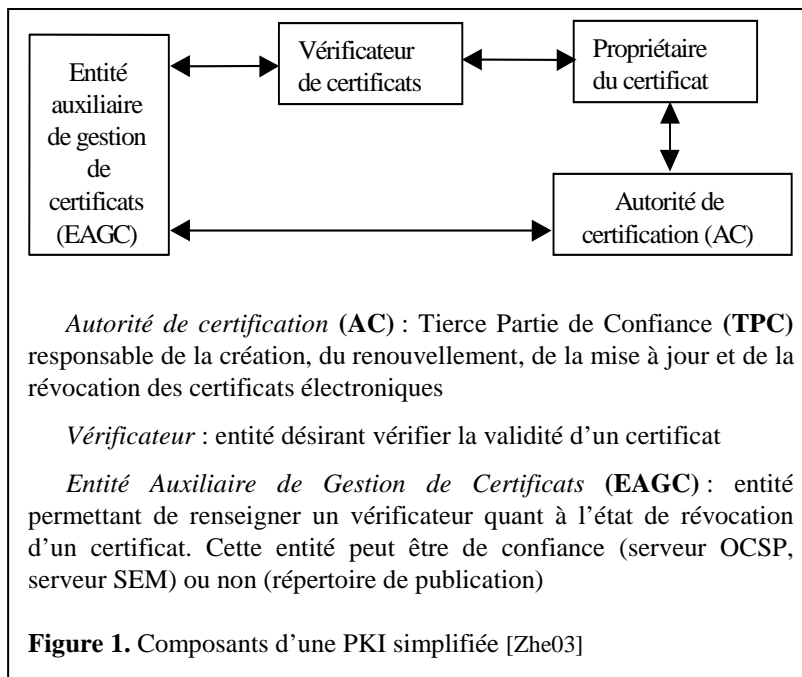 Entité
auxiliaire
de gestion
de
certificats
(EAGC)
Vérificateur
de certificats
Propriétaire
du certificat
Autorité de
certification (AC)
Autorité de certification (AC) : Tierce Partie de Confiance (TPC)
responsable de la création, du renouvellement, de la mise à jour et de la
révocation des certificats électroniques
Vérificateur : entité désirant vérifier la validité d’un certificat
Entité Auxiliaire de Gestion de Certificats (EAGC) : entité
permettant de renseigner un vérificateur quant à l’état de révocation
d’un certificat. Cette entité peut être de confiance (serveur OCSP,
serveur SEM) ou non (répertoire de publication)
Figure 1. Composants d’une PKI simplifiée [Zhe03]